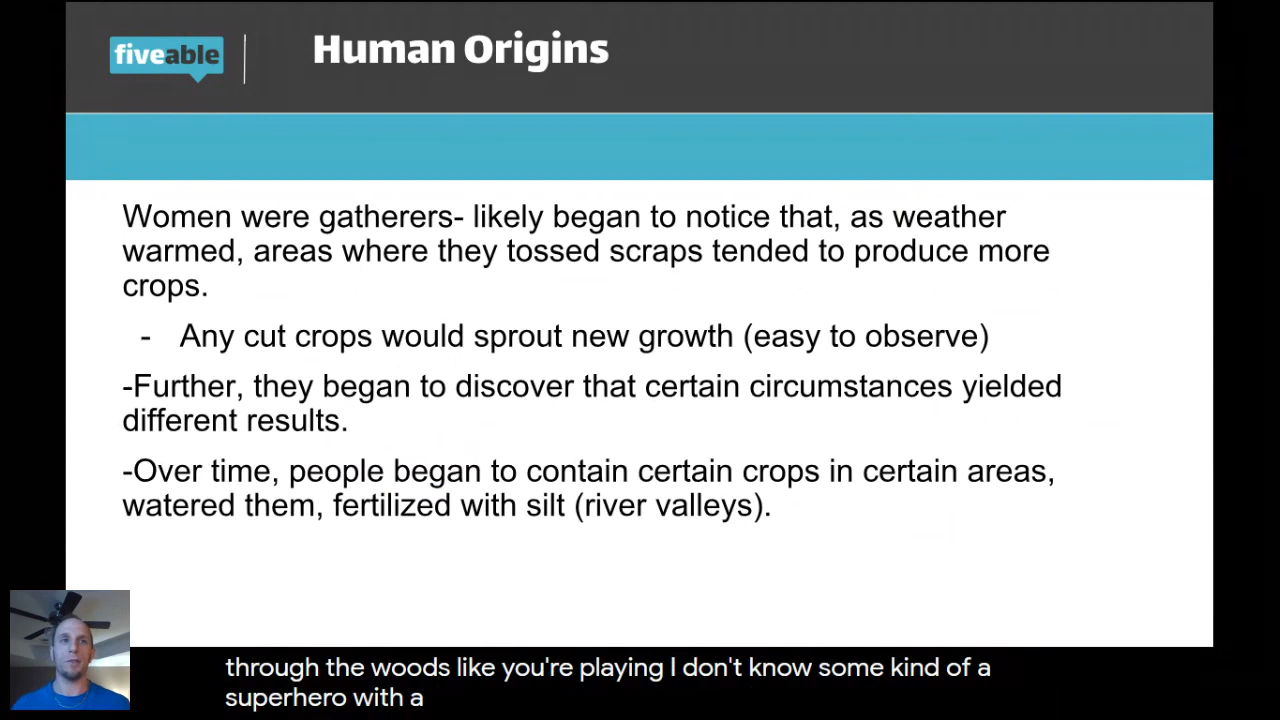 fiveable
Human Origins
Women were gatherers- likely began to notice that, as weather
warmed, areas where they tossed scraps tended to produce more
crops.
- Any cut crops would sprout new growth (easy to observe)
-Further, they began to discover that certain circumstances yielded
different results.
-Over time, people began to contain certain crops in certain areas,
watered them, fertilized with silt (river valleys).
through the woods like you're playing I don't know some kind of a
superhero with a